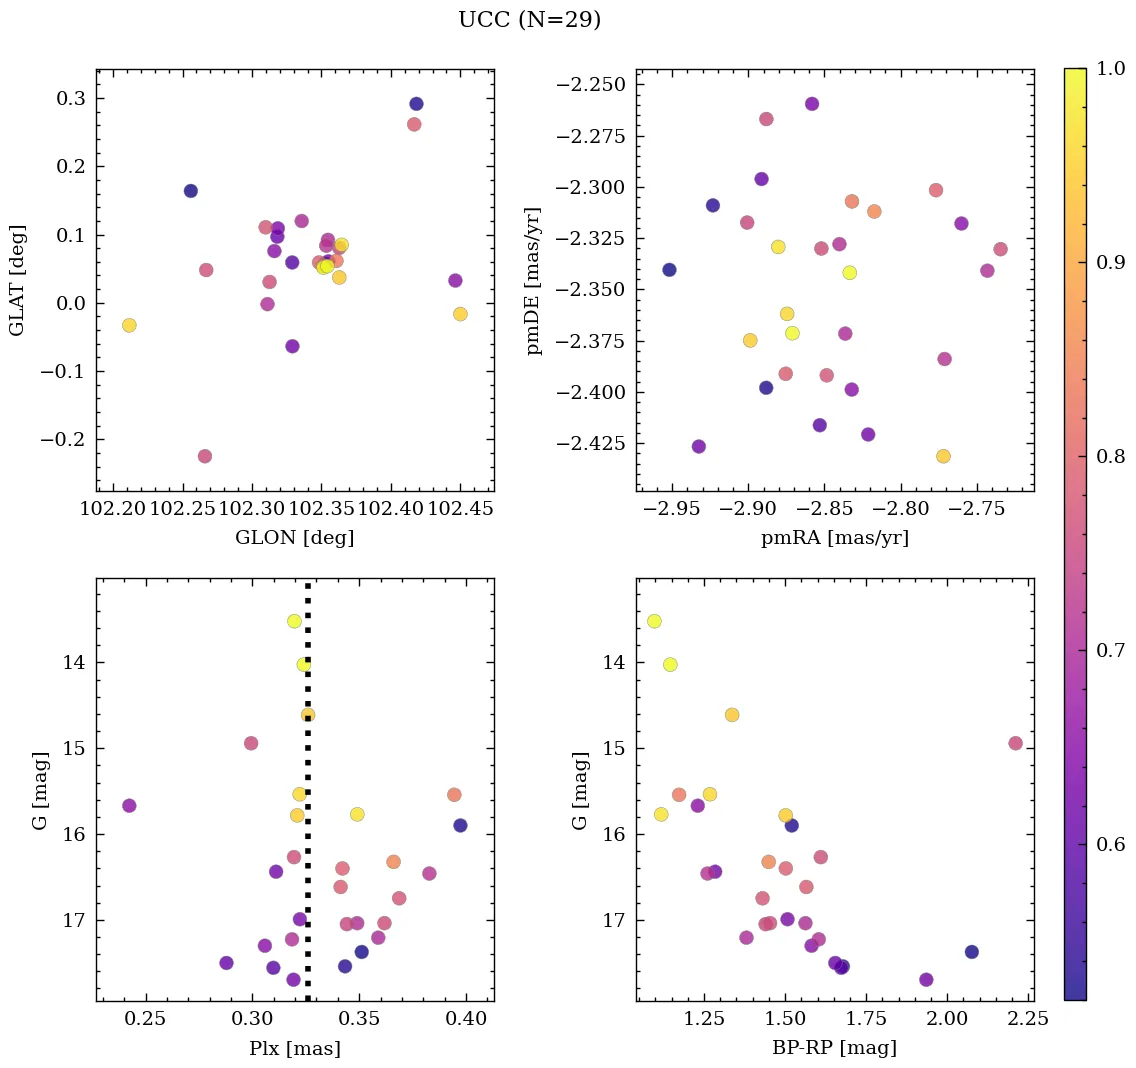 UCC (N=29)
0.3
0.2
0.1
0.0
−0.1
−0.2
GLAT [deg]
102.20 102.25 102.30 102.35 102.40 102.45
GLON [deg]
−2.250
−2.275
−2.300
−2.325
−2.350
−2.375
−2.400
−2.425
pmDE [mas/yr]
−2.95 −2.90 −2.85 −2.80 −2.75
pmRA [mas/yr]
1.0
0.9
0.8
0.7
0.6
14
15
16
17
G [mag]
0.25 0.30 0.35 0.40
Plx [mas]
14
15
16
17
G [mag]
1.25 1.50 1.75 2.00 2.25
BP-RP [mag]